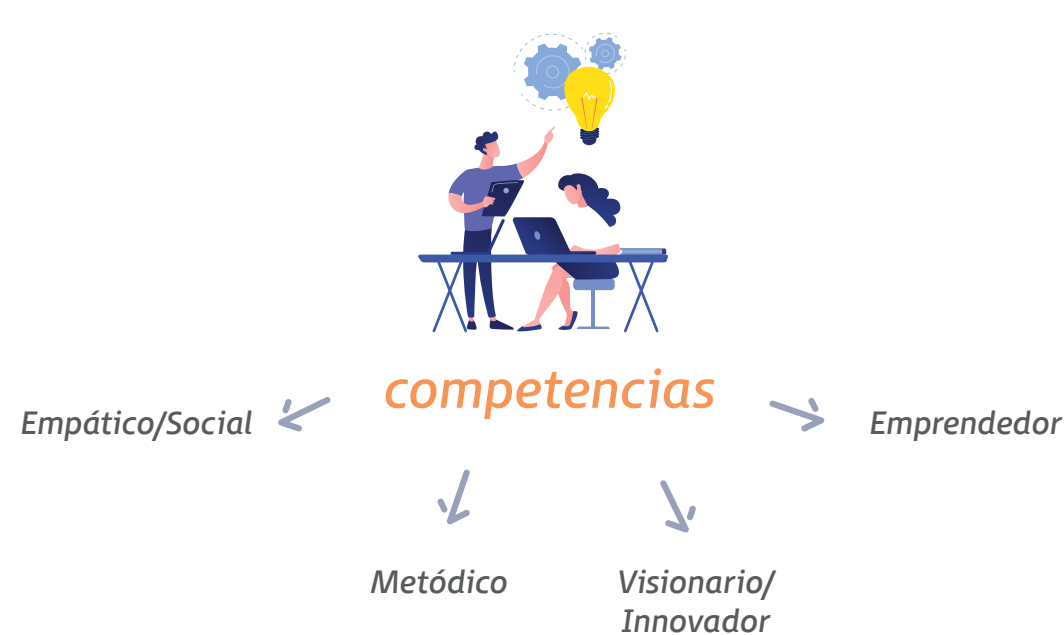 competencias
Empático/Social
Emprendedor
Metódico
Visionario/
Innovador